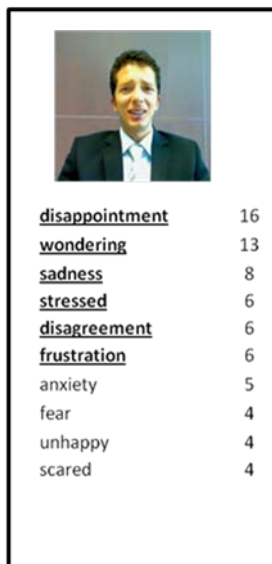 disappointment 16
wondering 13
sadness 8
stressed 6
disagreement 6
frustration 6
anxiety 5
fear 4
unhappy 4
scared 4